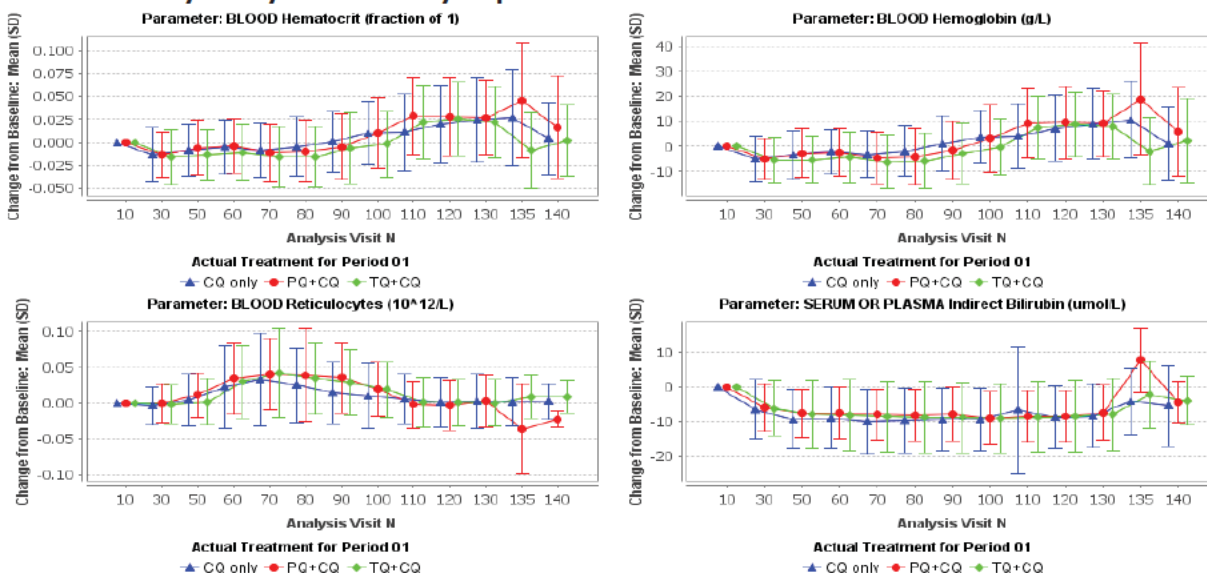 Parameter: BLOOD Hematocrit (fraction of 1)
Change from Baseline: Mean (SD)
0.100
0.075
0.050
0.025
0.000
-0.025
-0.050
10 30 50 60 70 80 90 100 110 120 130 135 140
Analysis Visit N
Actual Treatment for Period 01
CQ only PQ+CQ TQ+CQ
Parameter: BLOOD Hemoglobin (g/L)
Change from Baseline: Mean (SD)
40
30
20
10
0
-10
10 30 50 60 70 80 90 100 110 120 130 135 140
Analysis Visit N
Actual Treatment for Period 01
CQ only PQ+CQ TQ+CQ
Parameter: BLOOD Reticulocytes (10^12/L)
Change from Baseline: Mean (SD)
0.10
0.05
0.00
-0.05
-0.10
10 30 50 60 70 80 90 100 110 120 130 135 140
Analysis Visit N
Actual Treatment for Period 01
CQ only PQ+CQ TQ+CQ
Parameter: SERUM OR PLASMA Indirect Bilirubin (umol/L)
Change from Baseline: Mean (SD)
10
0
-10
-20
10 30 50 60 70 80 90 100 110 120 130 135 140
Analysis Visit N
Actual Treatment for Period 01
CQ only PQ+CQ TQ+CQ